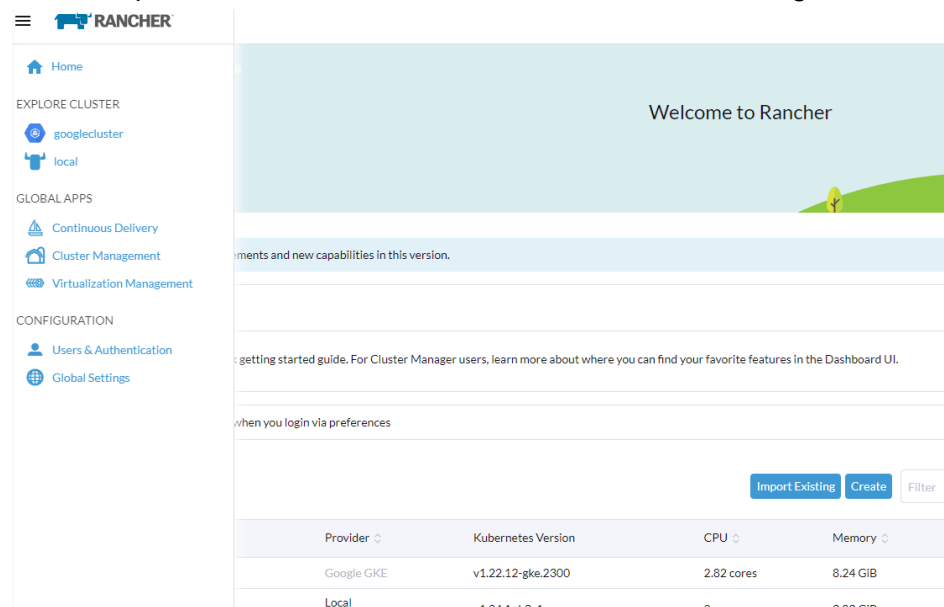 RANCHER
Home
EXPLORE CLUSTER
googlecluster
local
GLOBAL APPS
Continuous Delivery
Cluster Management
Virtualization Management
CONFIGURATION
Users & Authentication
Global Settings
Welcome to Rancher
and new capabilities in this version.
getting started guide. For Cluster Manager users, learn more about where you can find your favorite features in the Dashboard UI.
when you login via preferences
Import Existing Create Filter
Provider Kubernetes Version CPU Memory
Google GKE v1.22.12-gke.2300 2.82 cores 8.24 GiB
Local